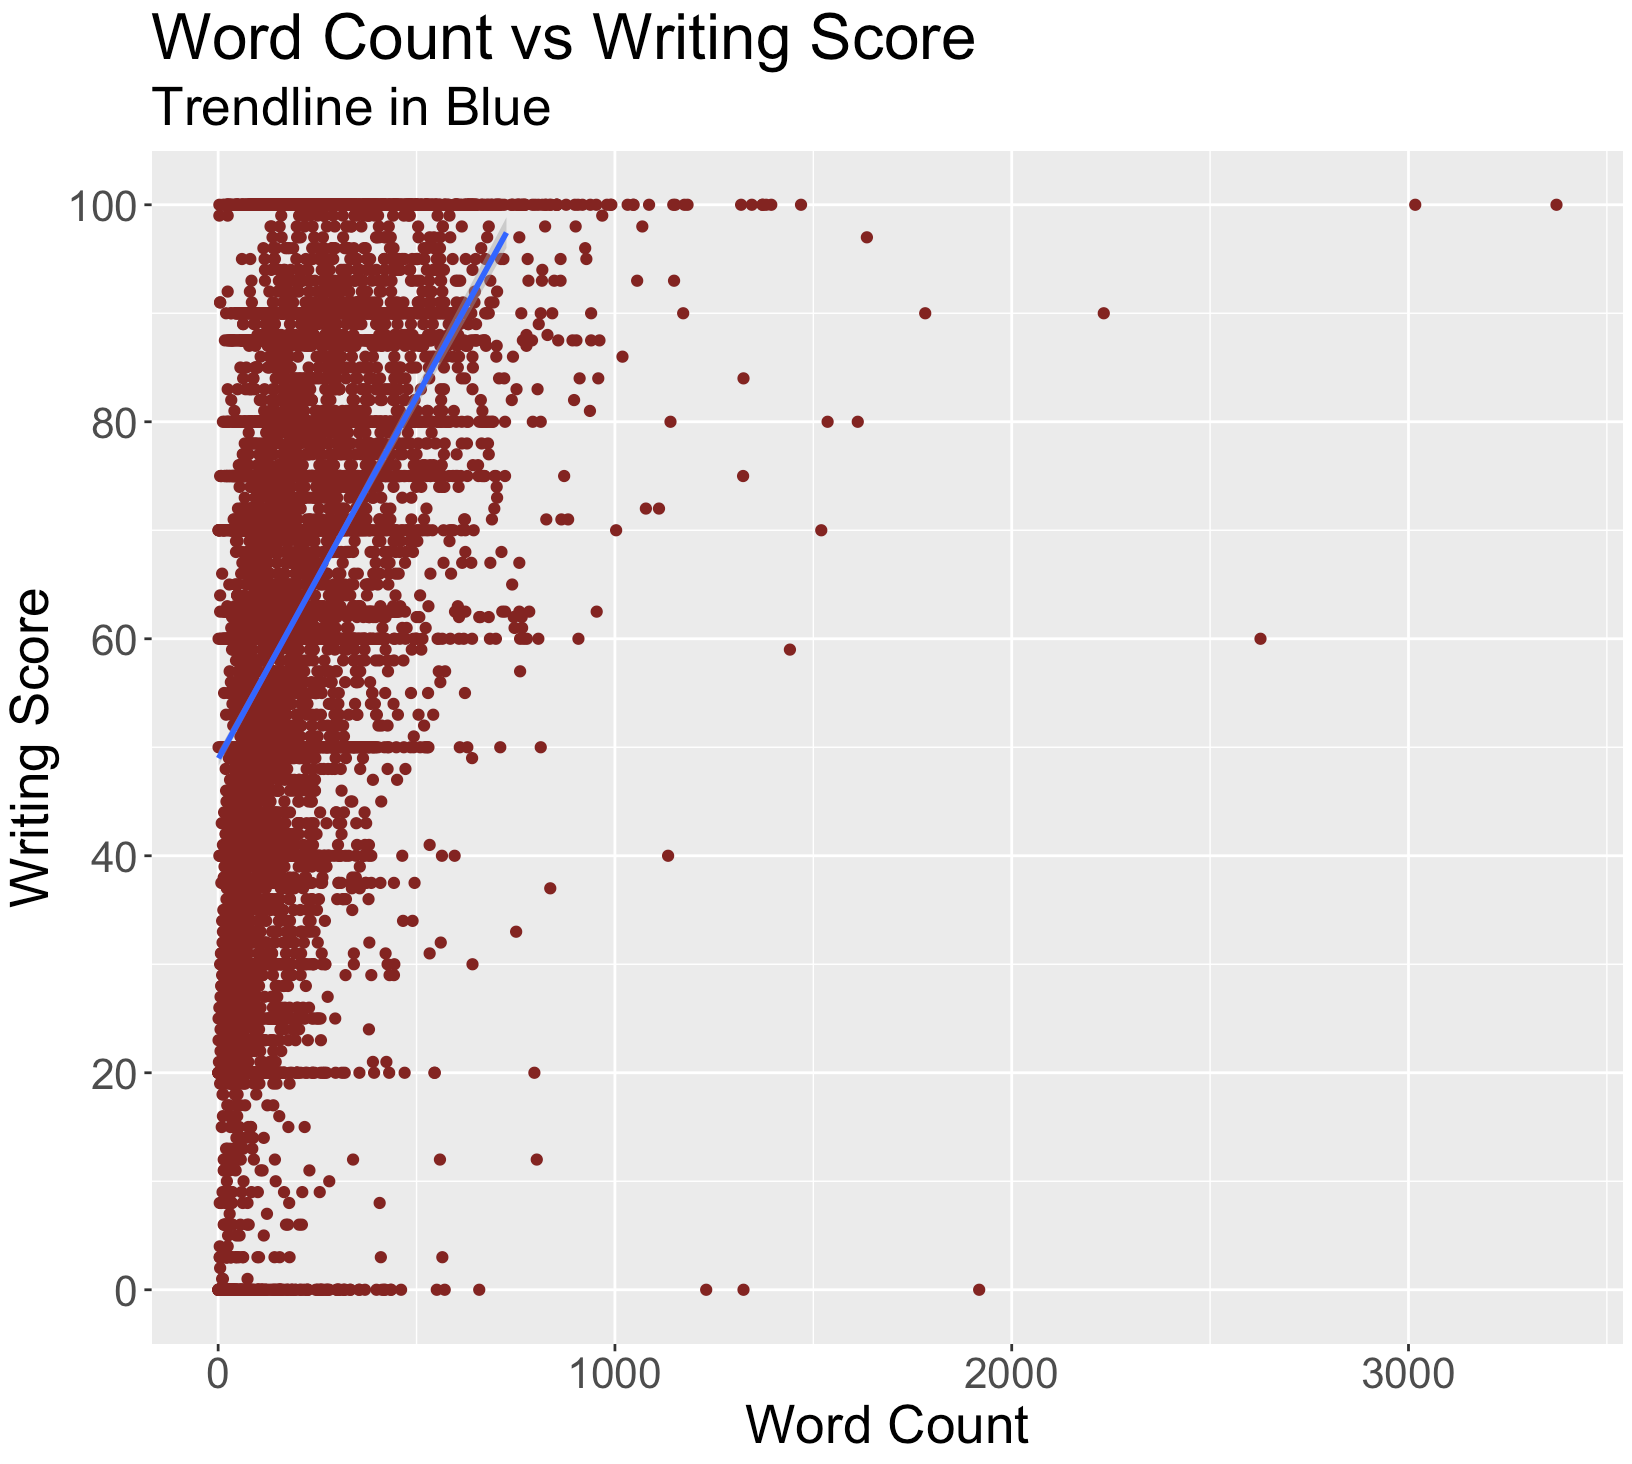 Word Count vs Writing Score
Trendline in Blue
Writing Score
100
80
60
40
20
0
0 1000 2000 3000
Word Count